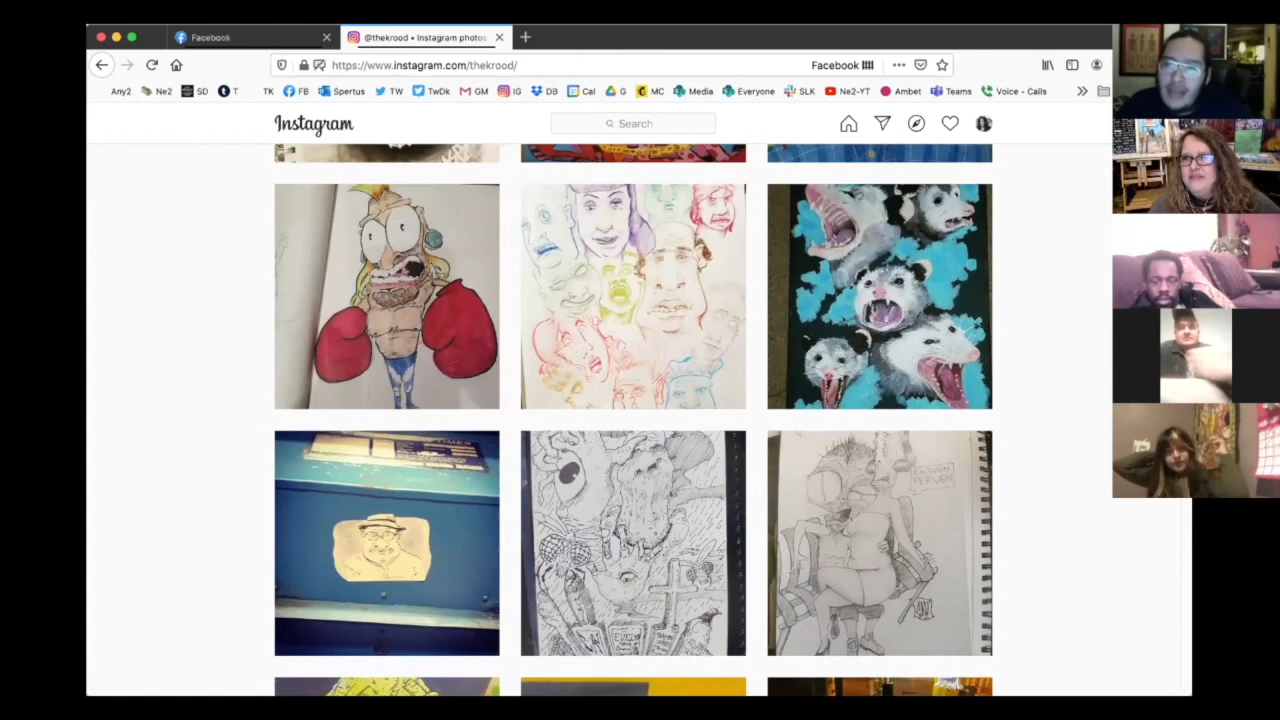 Facebook
@thekrood • Instagram photos
https://www.instagram.com/thekrood/
Facebook
Any2 Ne2 SD T TK FB Spertus TW TwDk GM IG DB Cal G MC Media Everyone SLK Ne2-YT Ambet Teams Voice - Calls
Instagram
Search